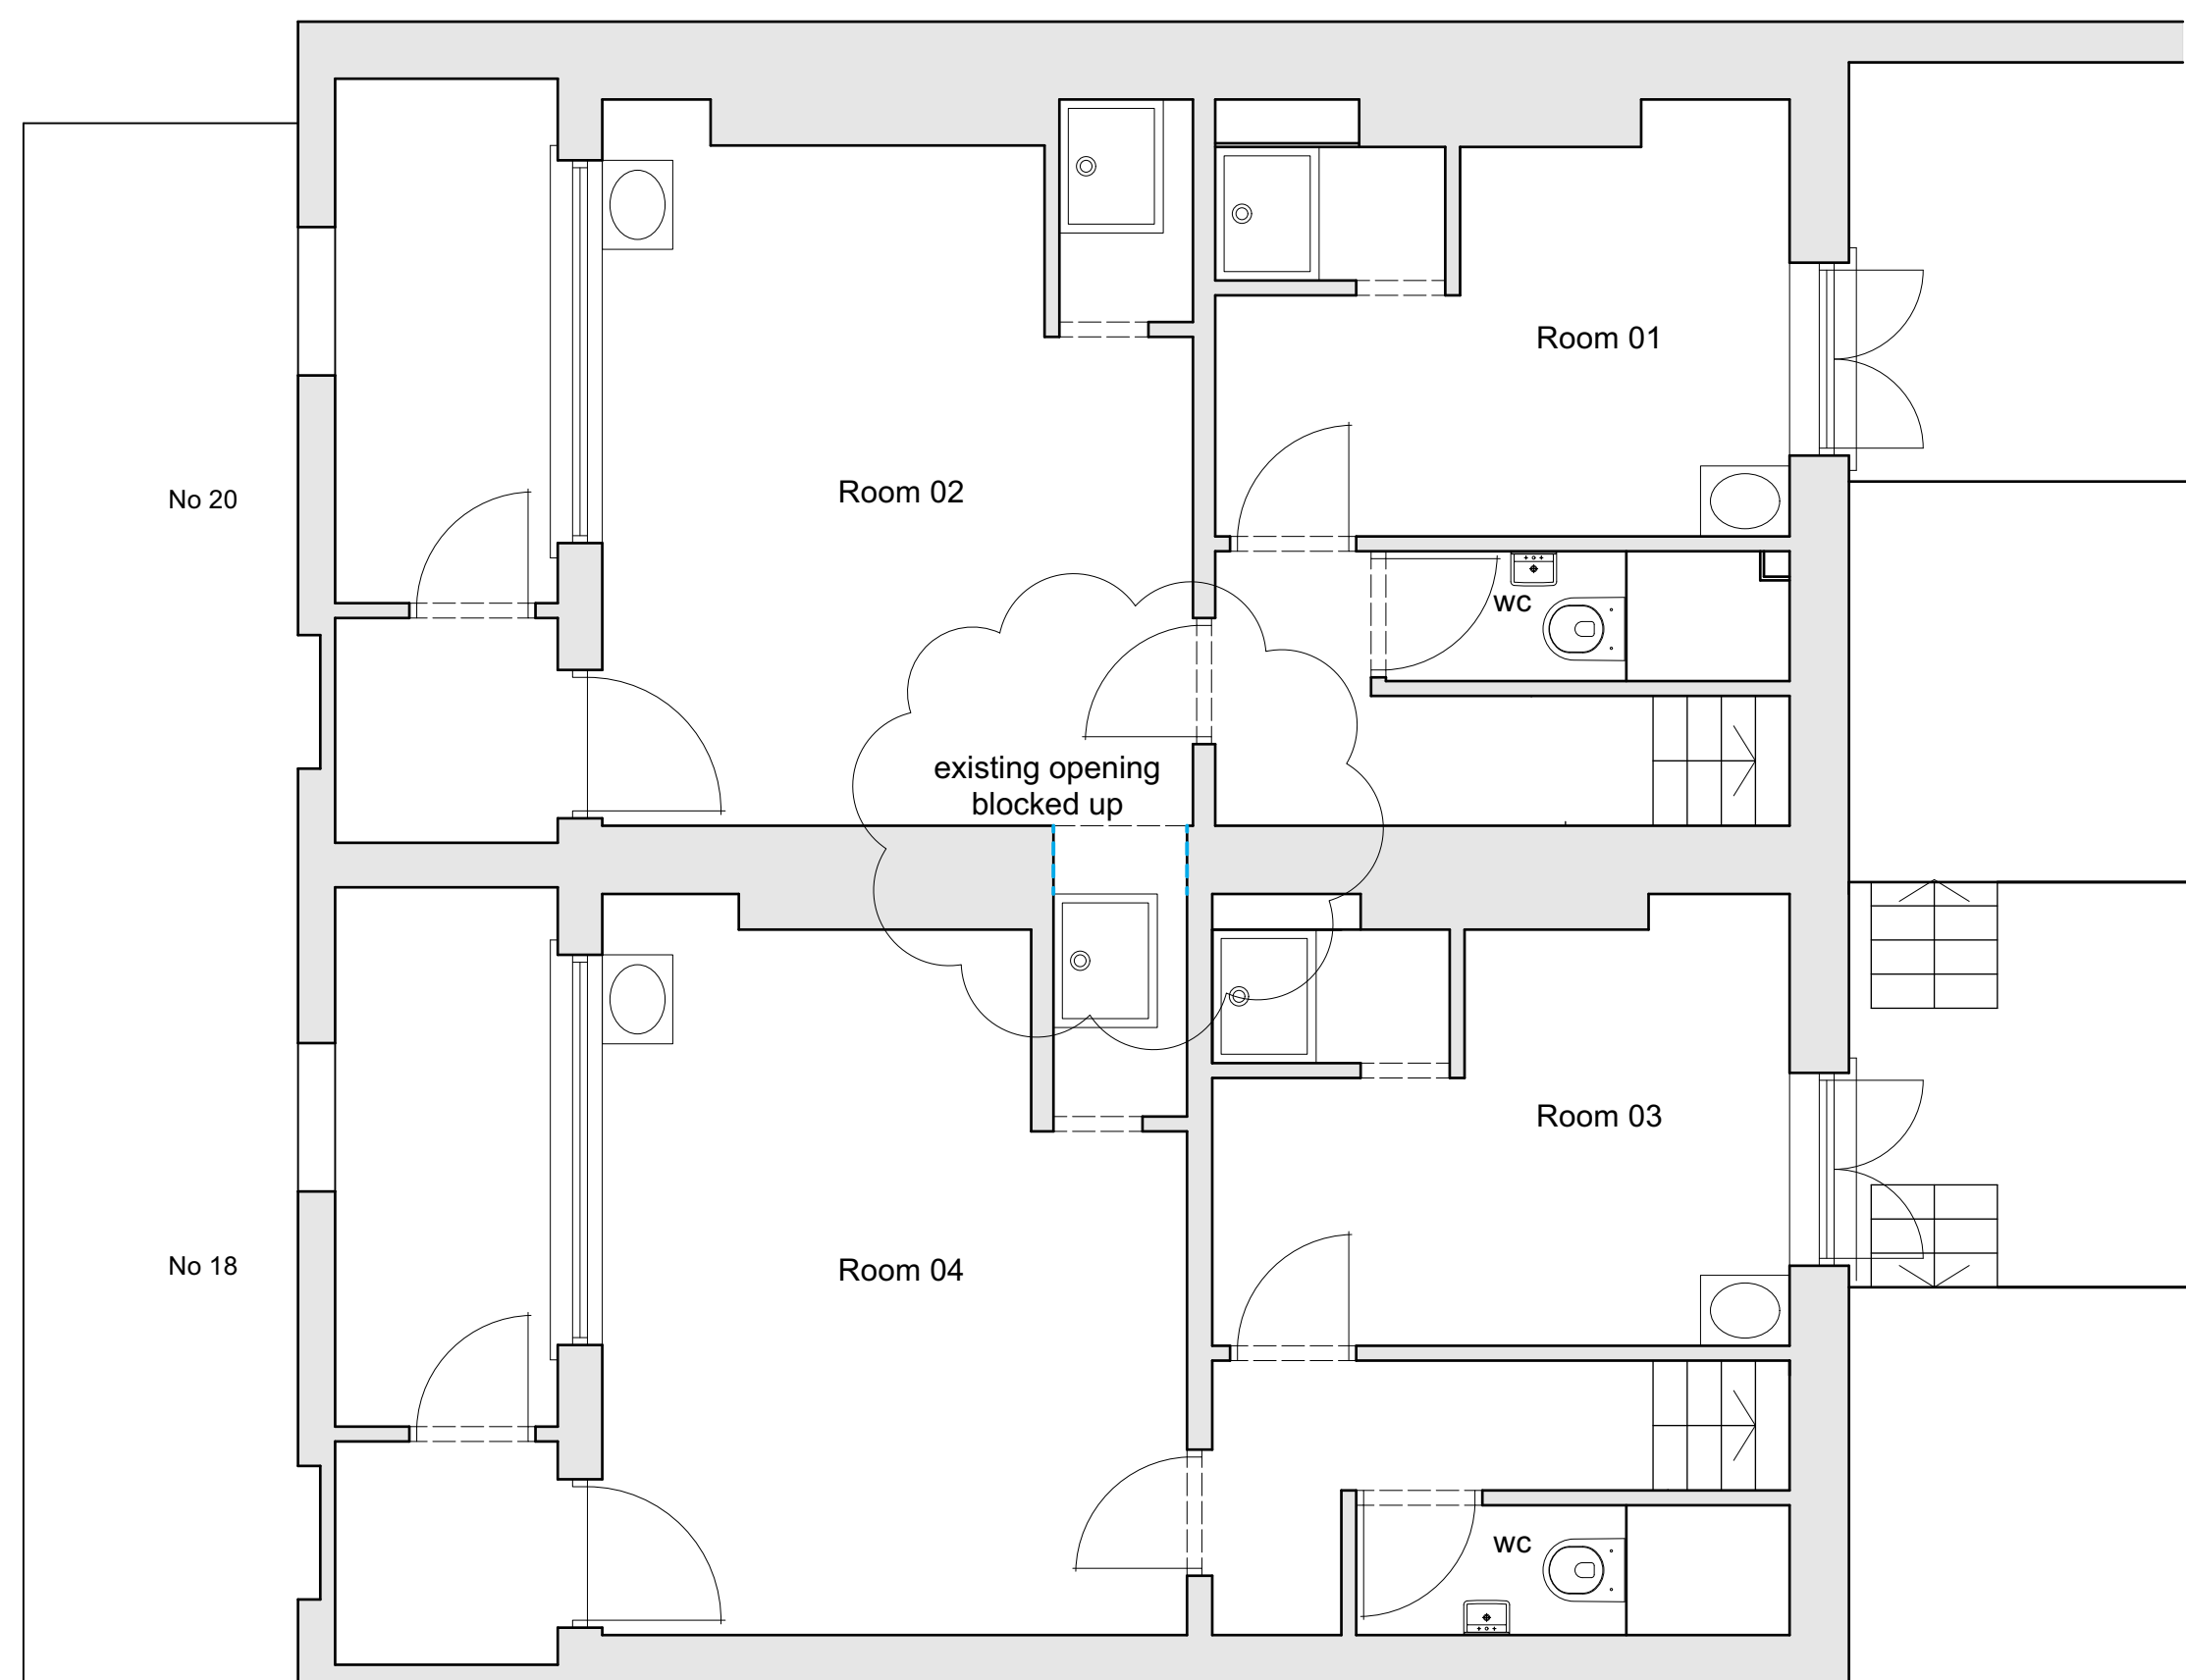 Room 01
Room 02
No 20
wc
existing opening
blocked up
Room 03
No 18
Room 04
wc